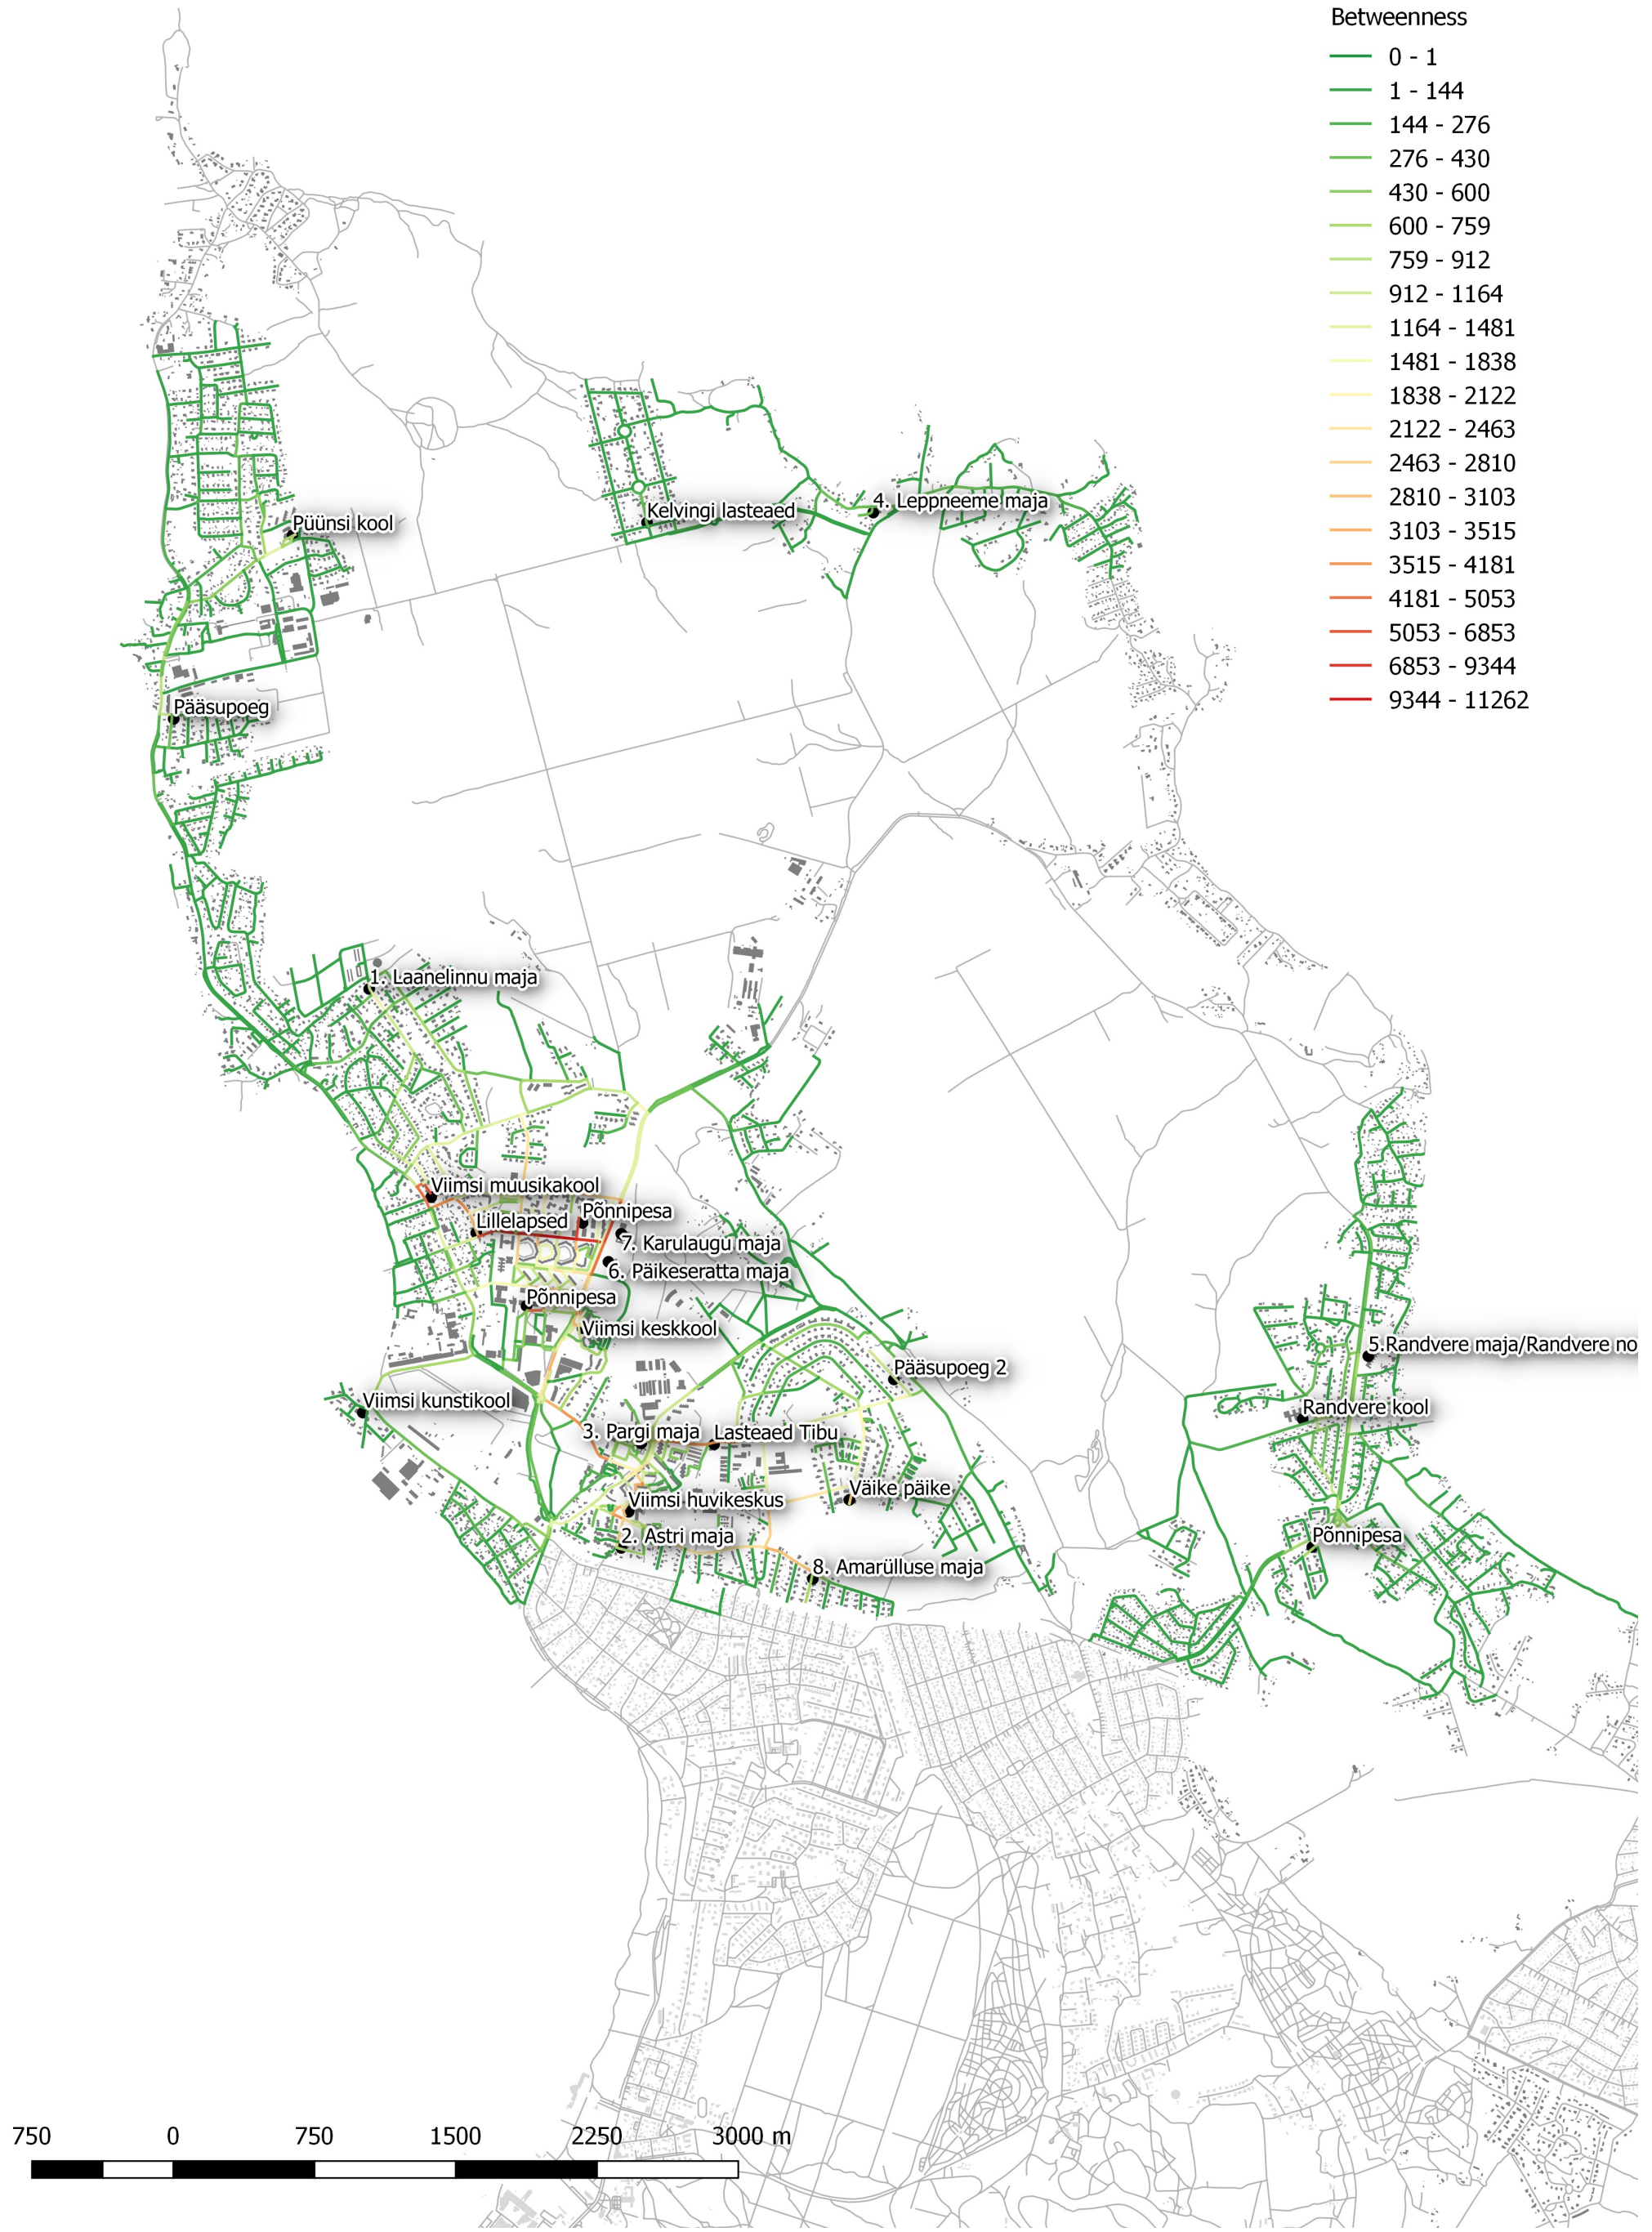 Betweenness
0 - 1
1 - 144
144 - 276
276 - 430
430 - 600
600 - 759
759 - 912
912 - 1164
1164 - 1481
1481 - 1838
1838 - 2122
2122 - 2463
2463 - 2810
2810 - 3103
3103 - 3515
3515 - 4181
4181 - 5053
5053 - 6853
6853 - 9344
9344 - 11262
Kelvingi lasteaed
4. Leppneeme maja
Püünsi kool
Pääsupoeg
1. Laanelinnu maja
Viimsi muusikakool
Põnnipesa
Lillelapsed
7. Karulaugu maja
6. Päikeseratta maja
Põnnipesa
Viimsi keskkool
5.Randvere maja/Randvere no
Pääsupoeg 2
Viimsi kunstikool
Randvere kool
3. Pargi maja
Lasteaed Tibu
Väike päike
Viimsi huvikeskus
2. Astri maja
Põnnipesa
8. Amarülluse maja
750 0 750 1500 2250 3000 m